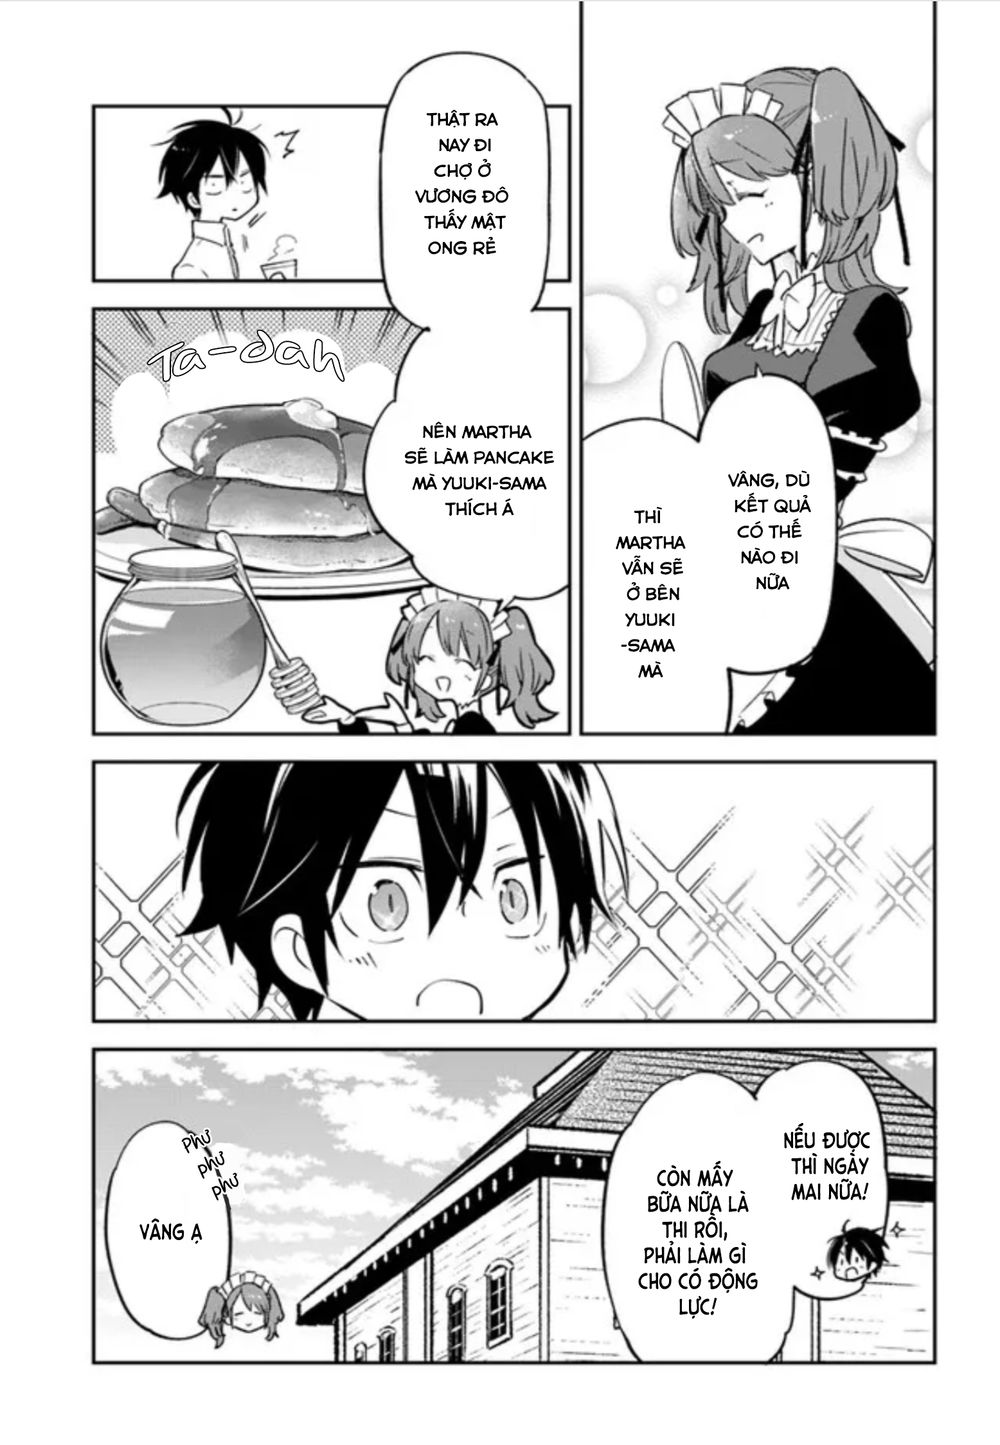 VÂNG, DÙ
KẾT QUẢ
CÓ THẾ
NÀO ĐI
NỮA
THÌ
MARTHA
VẪN SẼ
Ở BÊN
YUUKI
-SAMA
MÀ
THẬT RA
NAY ĐI
CHỢ Ở
VƯƠNG ĐÔ
THẤY MẬT
ONG RẺ
NÊN MARTHA
SẼ LÀM PANCAKE
MÀ YUUKI-SAMA
THÍCH Á
Ta-dah
NẾU ĐƯỢC
THÌ NGÀY
MAI NỮA!
CÒN MẤY
BỮA NỮA LÀ
THI RỒI,
PHẢI LÀM GÌ
CHO CÓ ĐỘNG
LỰC!
PHƯ
PHƯ
PHƯ
VÂNG Ạ